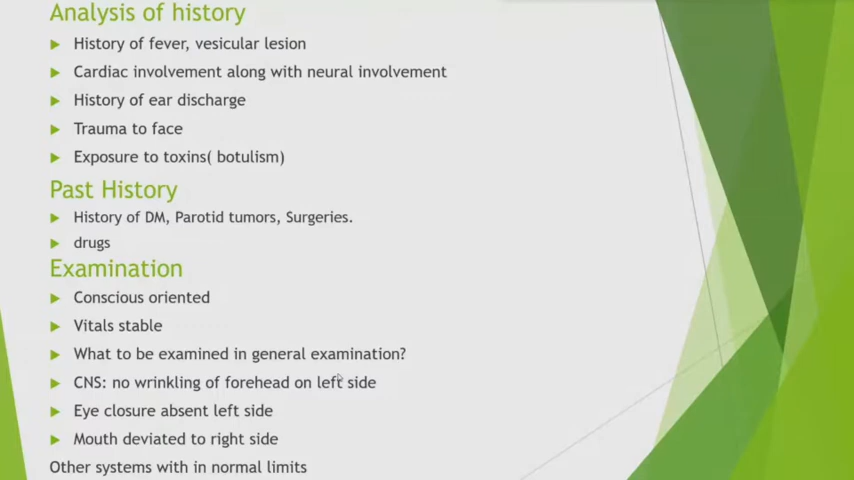 Analysis of history
History of fever, vesicular lesion
Cardiac involvement along with neural involvement
History of ear discharge
Trauma to face
Exposure to toxins( botulism)
Past History
History of DM, Parotid tumors, Surgeries.
drugs
Examination
Conscious oriented
Vitals stable
What to be examined in general examination?
CNS: no wrinkling of forehead on left side
Eye closure absent left side
Mouth deviated to right side
Other systems with in normal limits